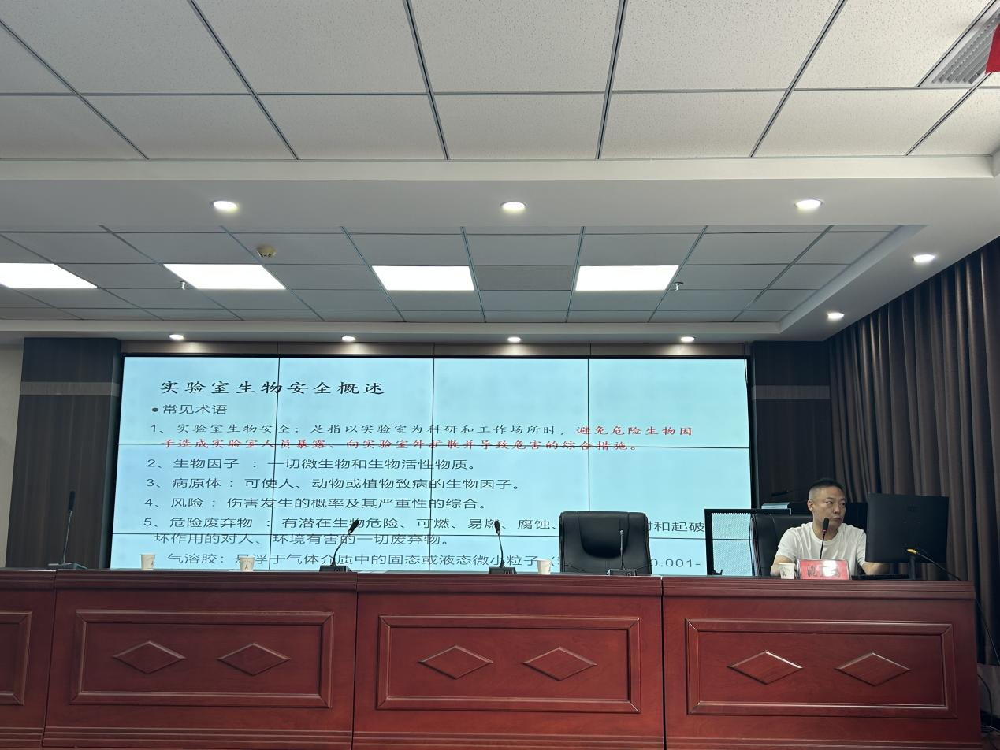 实验室生物安全概述
●常见术语
1、实验室生物安全：是指以实验室为科研和工作场所时，避免危险生物因
子造成实验室人员暴露、向实验室外扩散并导致危害的综合措施。
2、生物因子 ：一切微生物和生物活性物质。
3、病原体 ：可使人、动物或植物致病的生物因子。
4、风险 ：伤害发生的概率及其严重性的综合。
5、危险废弃物 ：有潜在生物危险、可燃、易燃、腐蚀、 和起破
坏作用的对人、环境有害的一切废弃物。
气溶胶：悬浮于气体介质中的固态或液态微小粒子（ 0.001-